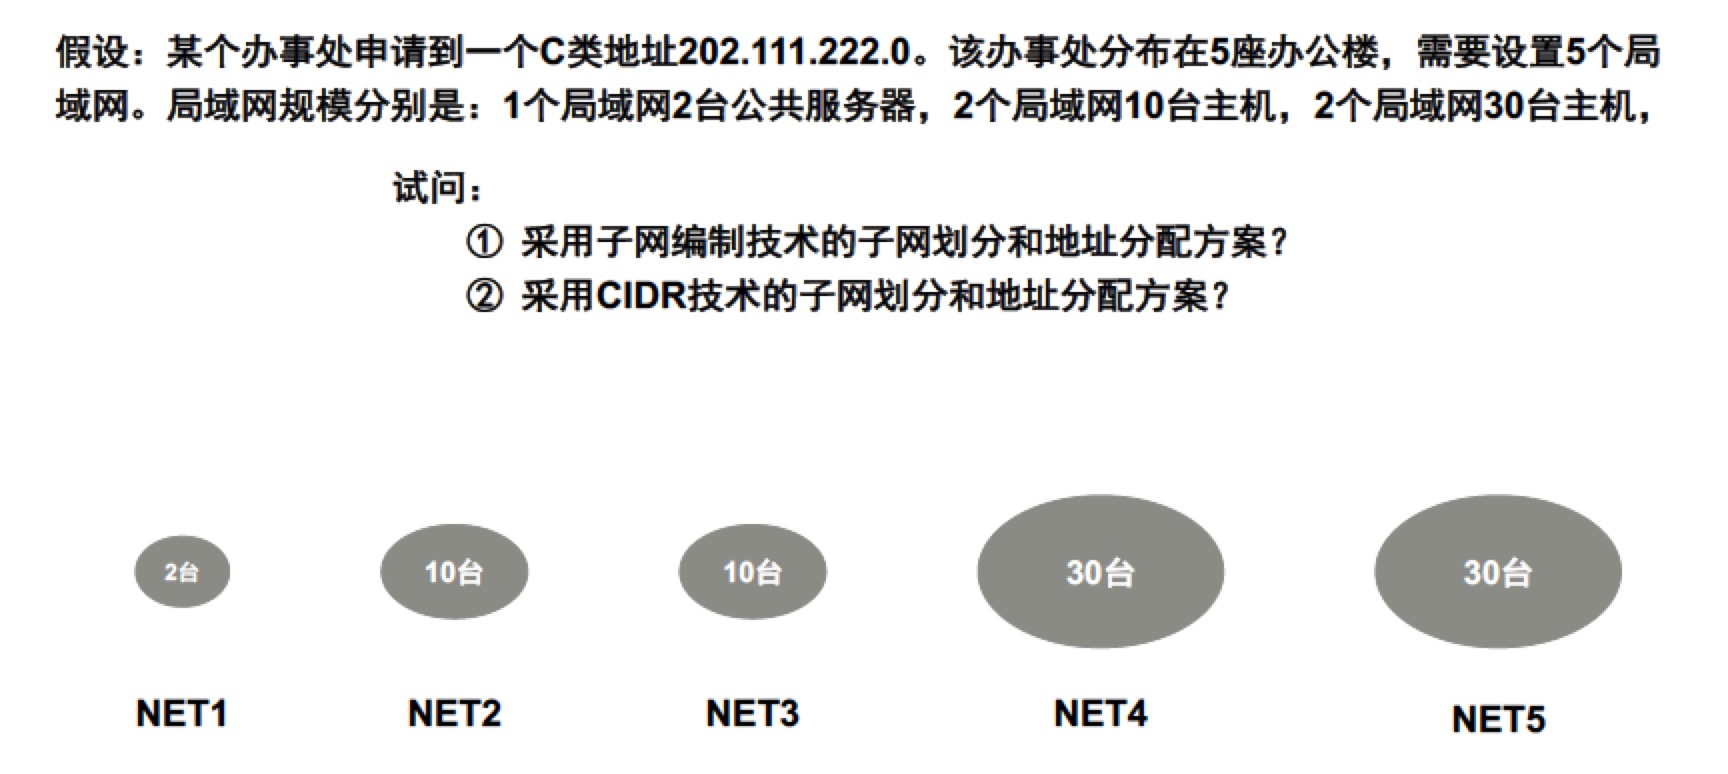 假设：某个办事处申请到一个C类地址202.111.222.0。该办事处分布在5座办公楼，需要设置5个局
域网。局域网规模分别是：1个局域网2台公共服务器，2个局域网10台主机，2个局域网30台主机，
试问：
① 采用子网编制技术的子网划分和地址分配方案？
② 采用CIDR技术的子网划分和地址分配方案？
2台 10台 10台 30台 30台
NET1 NET2 NET3 NET4 NET5